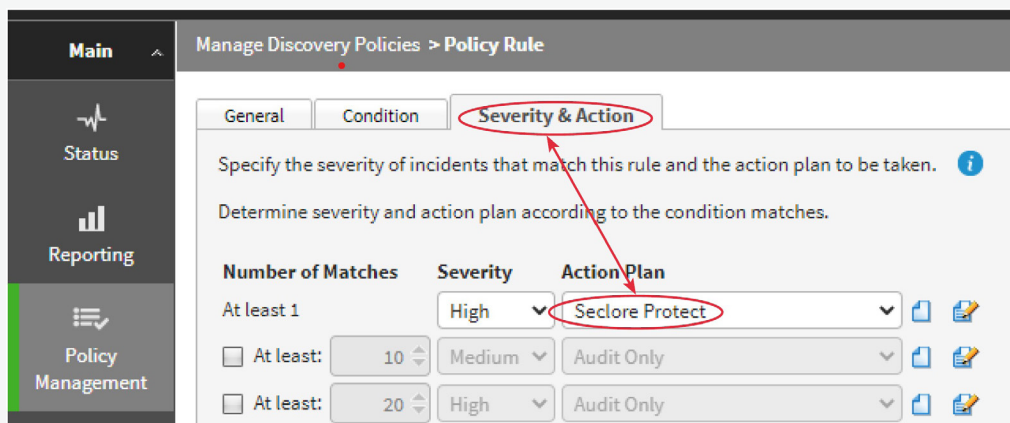 Main
Manage Discovery Policies > Policy Rule
Status
Reporting
Policy
Management
General
Condition
Severity & Action
Specify the severity of incidents that match this rule and the action plan to be taken.
i
Determine severity and action plan according to the condition matches.
Number of Matches Severity Action Plan
At least 1 High Seclore Protect
At least: 10 Medium Audit Only
At least: 20 High Audit Only